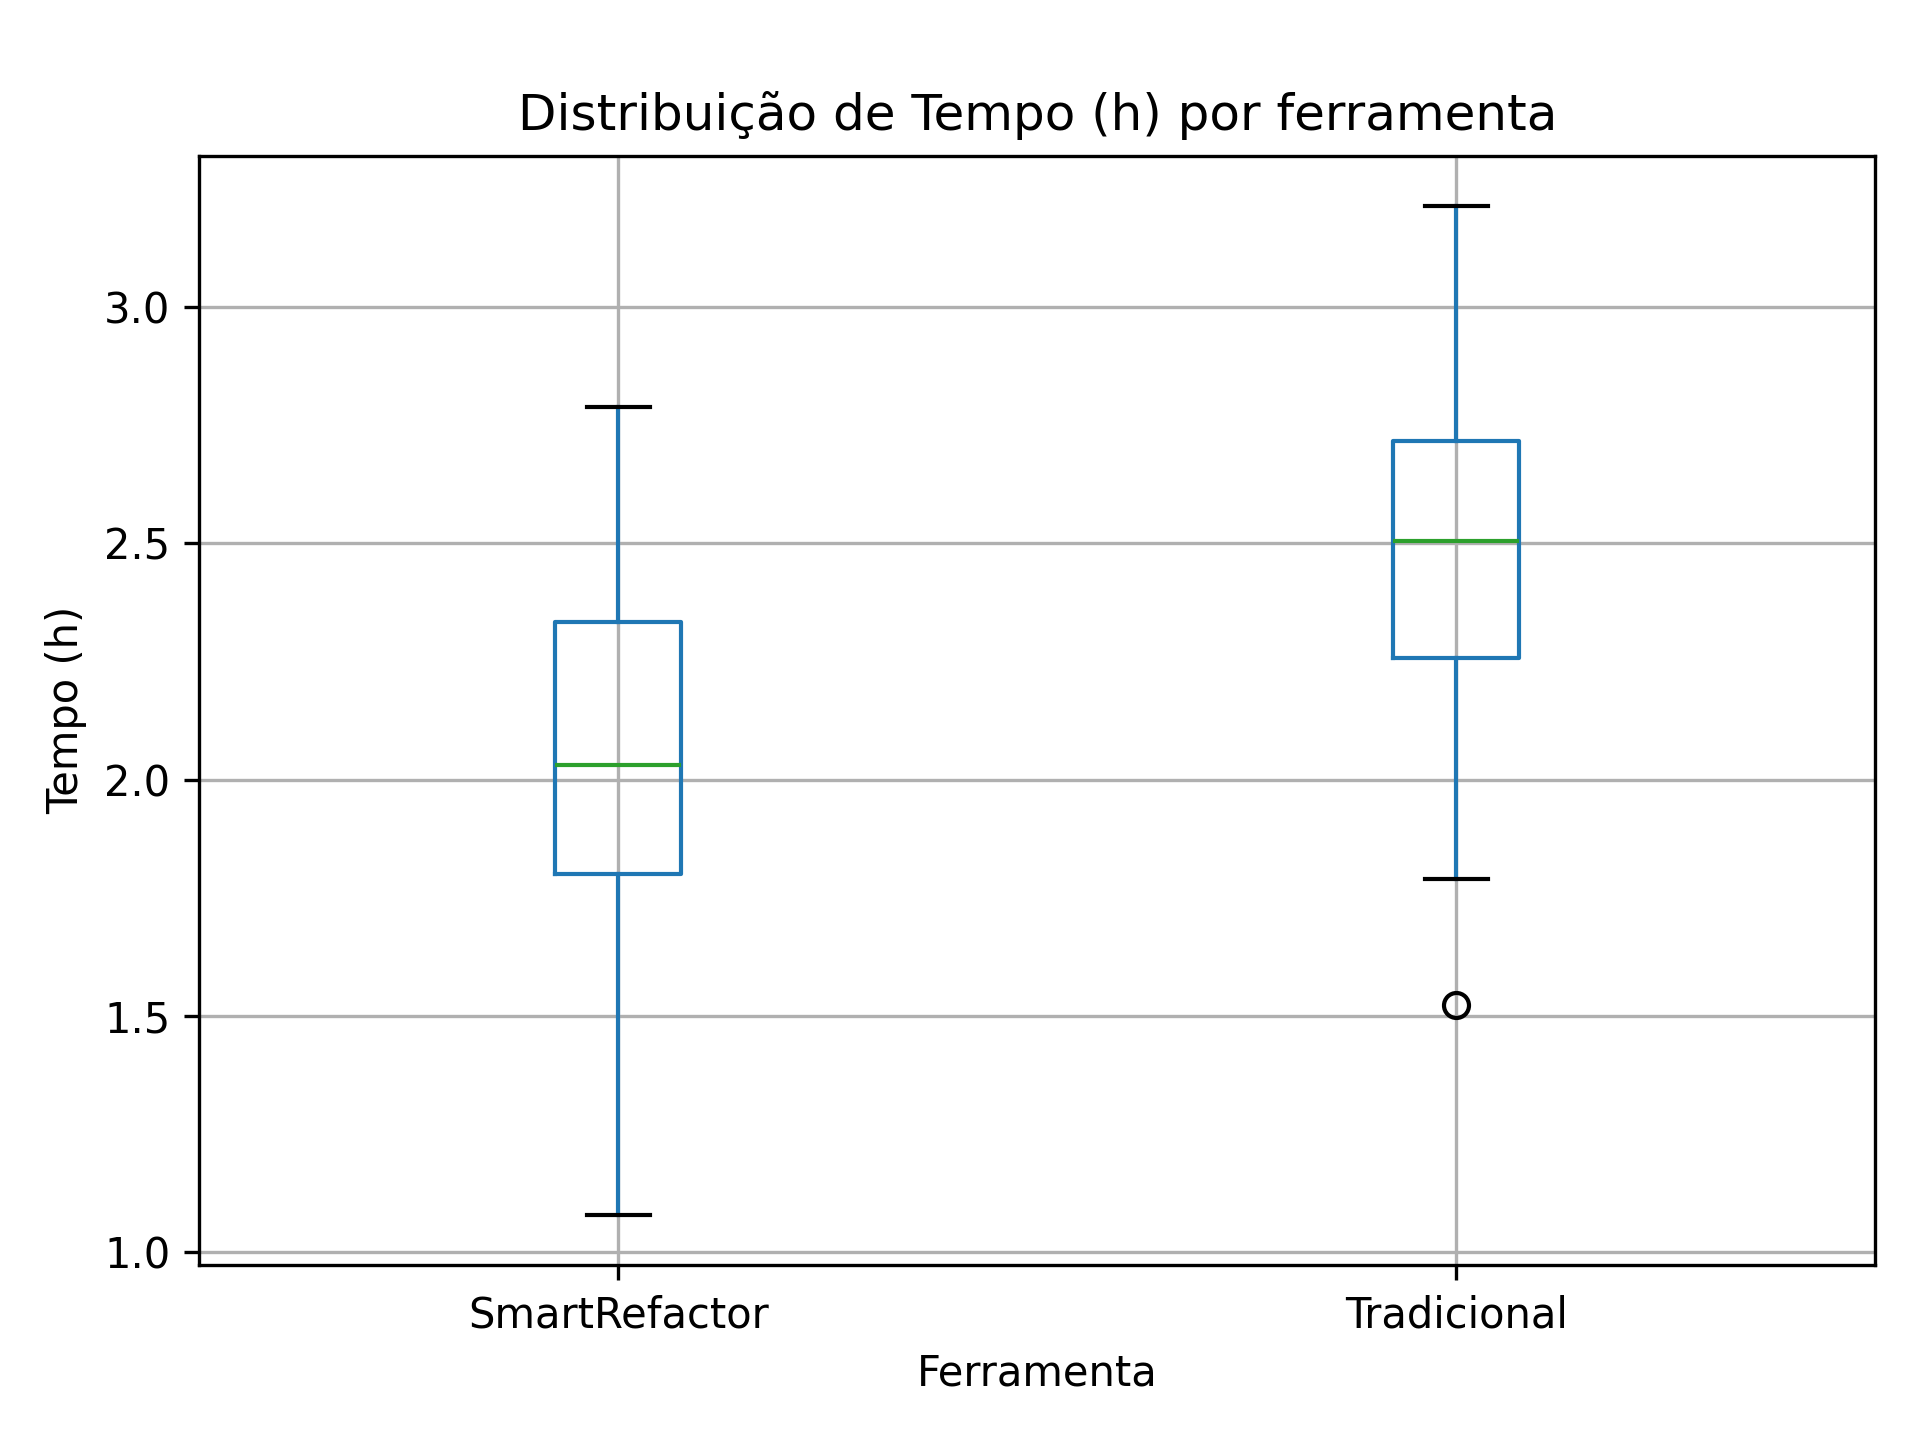 Distribuição de Tempo (h) por ferramenta
Tempo (h)
3.0
2.5
2.0
1.5
1.0
SmartRefactor
Tradicional
Ferramenta